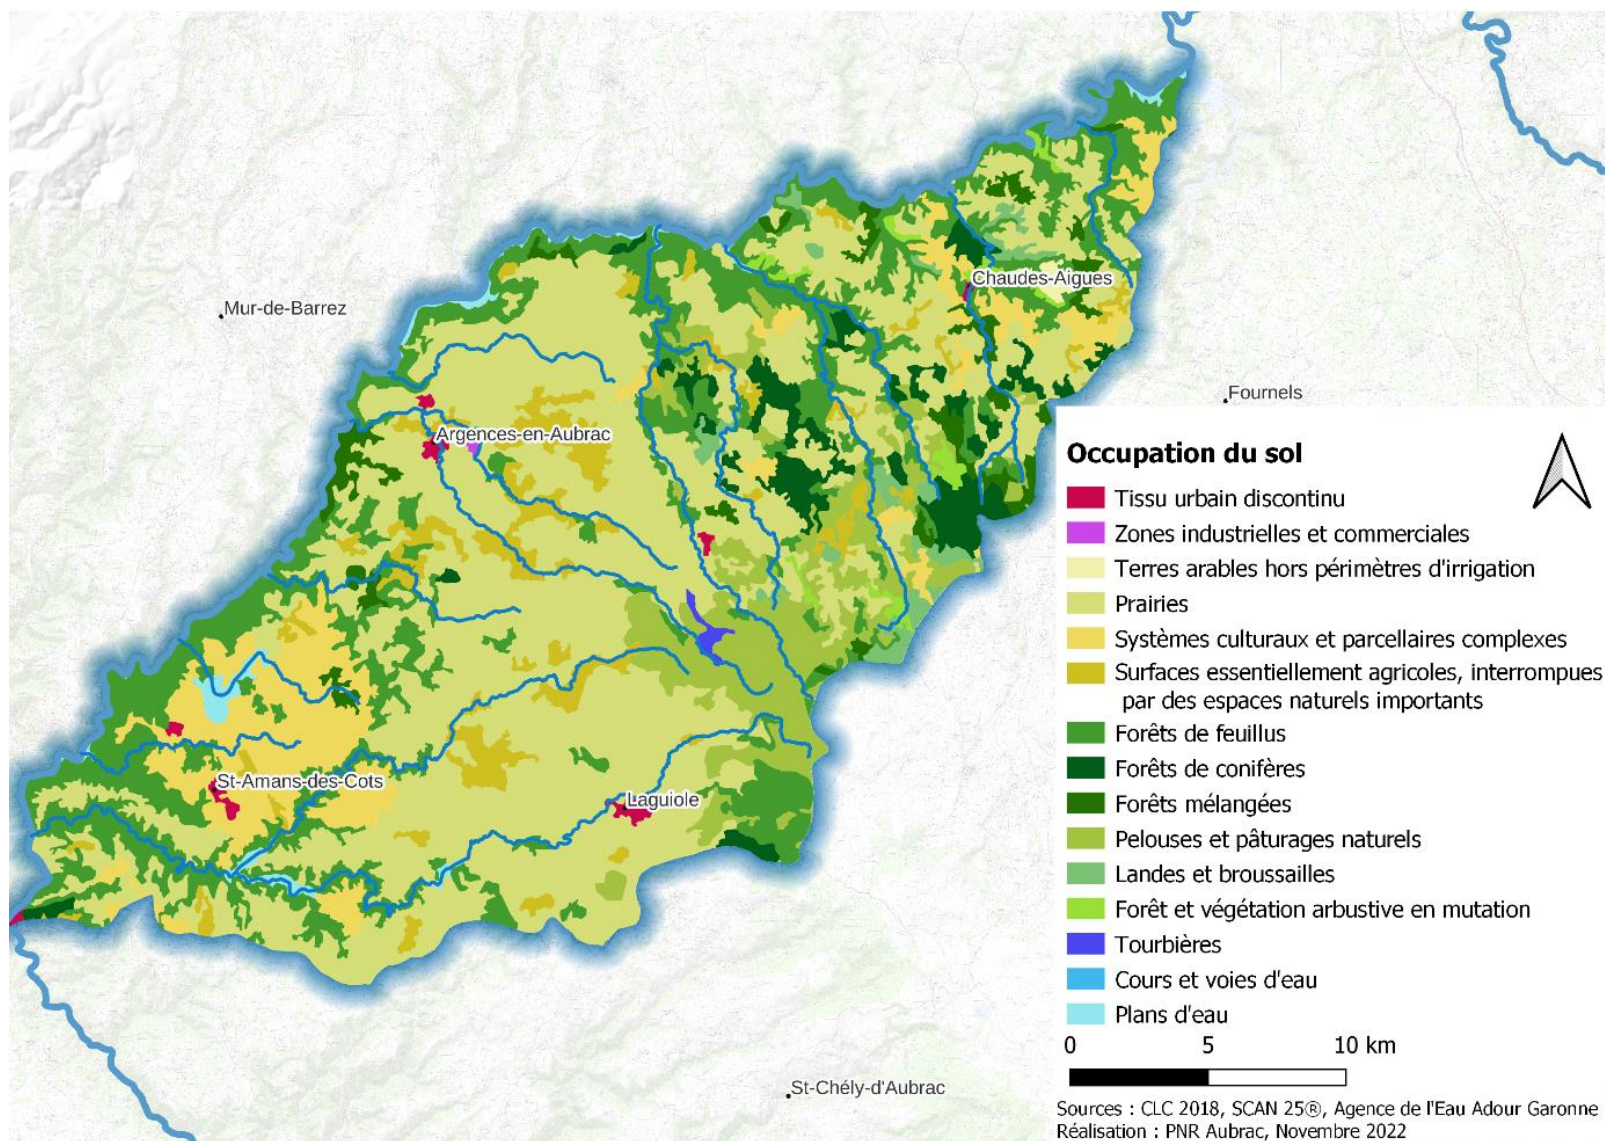 Mur-de-Barrez
Chaudes-Aigues
Fournels
Argences-en-Aubrac
St-Amans-des-Cots
Laguiole
St-Chély-d'Aubrac
Occupation du sol
Tissu urbain discontinu
Zones industrielles et commerciales
Terres arables hors périmètres d'irrigation
Prairies
Systèmes culturaux et parcellaires complexes
Surfaces essentiellement agricoles, interrompues
par des espaces naturels importants
Forêts de feuillus
Forêts de conifères
Forêts mélangées
Pelouses et pâturages naturels
Landes et broussailles
Forêt et végétation arbustive en mutation
Tourbières
Cours et voies d'eau
Plans d'eau
0 5 10 km
Sources : CLC 2018, SCAN 25®, Agence de l'Eau Adour Garonne
Réalisation : PNR Aubrac, Novembre 2022